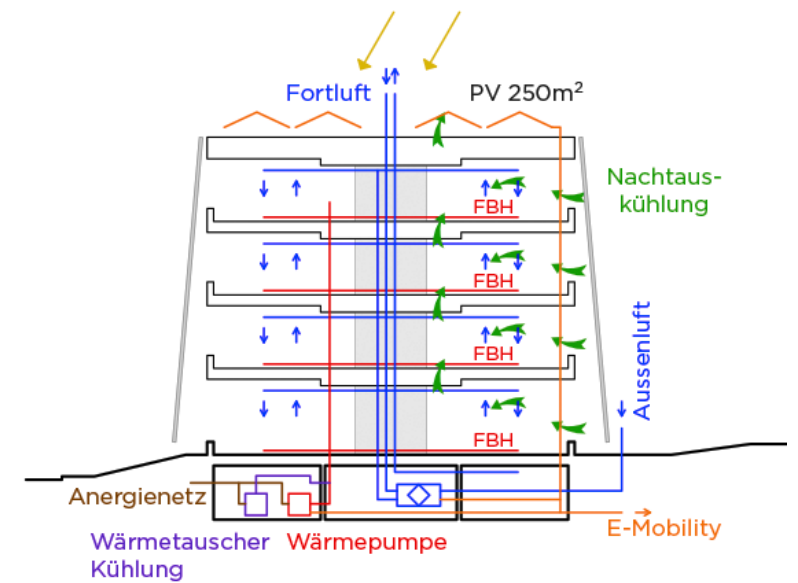 Fortluft
PV 250m²
Nachtaus-
kühlung
FBH
FBH
FBH
Aussenluft
FBH
Anergienetz
E-Mobility
Wärmetauscher
Kühlung
Wärmepumpe